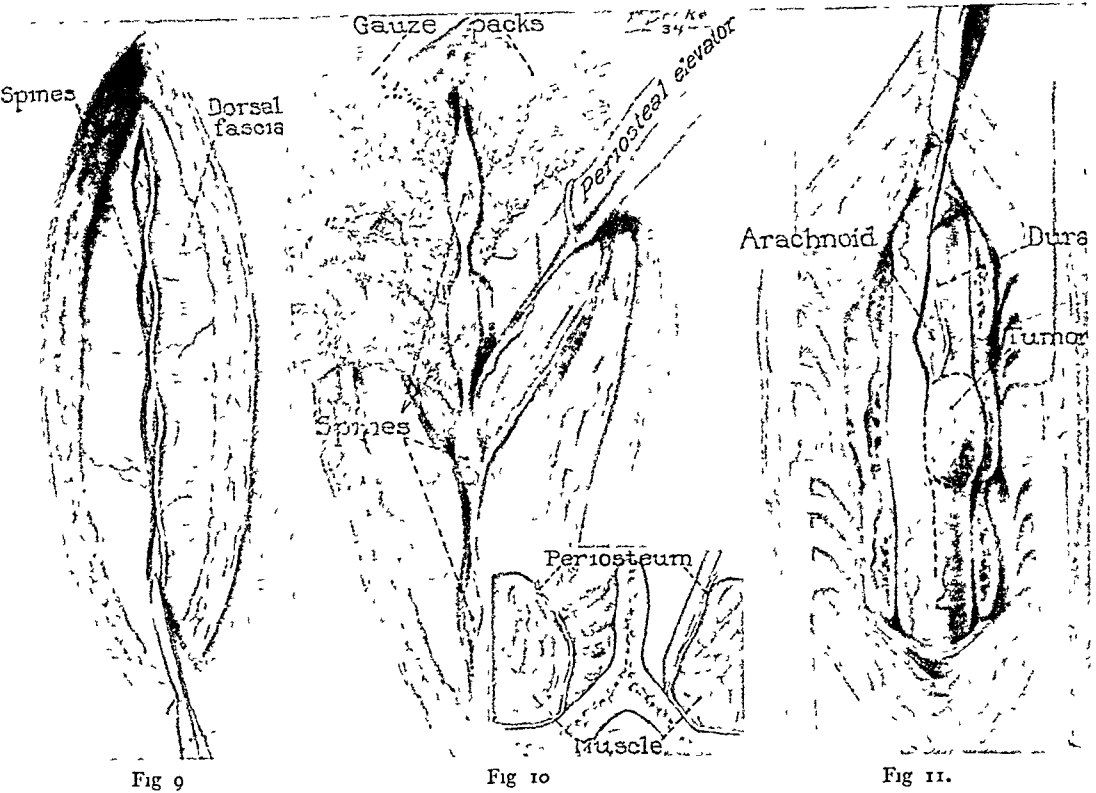 Spines
Dorsal
fascia
Fig 9
Gauze packs
34
Periosteal elevator
Spines
Periosteum
Muscle
Fig 10
Arachnoid
Dura
Tumor
Fig 11.